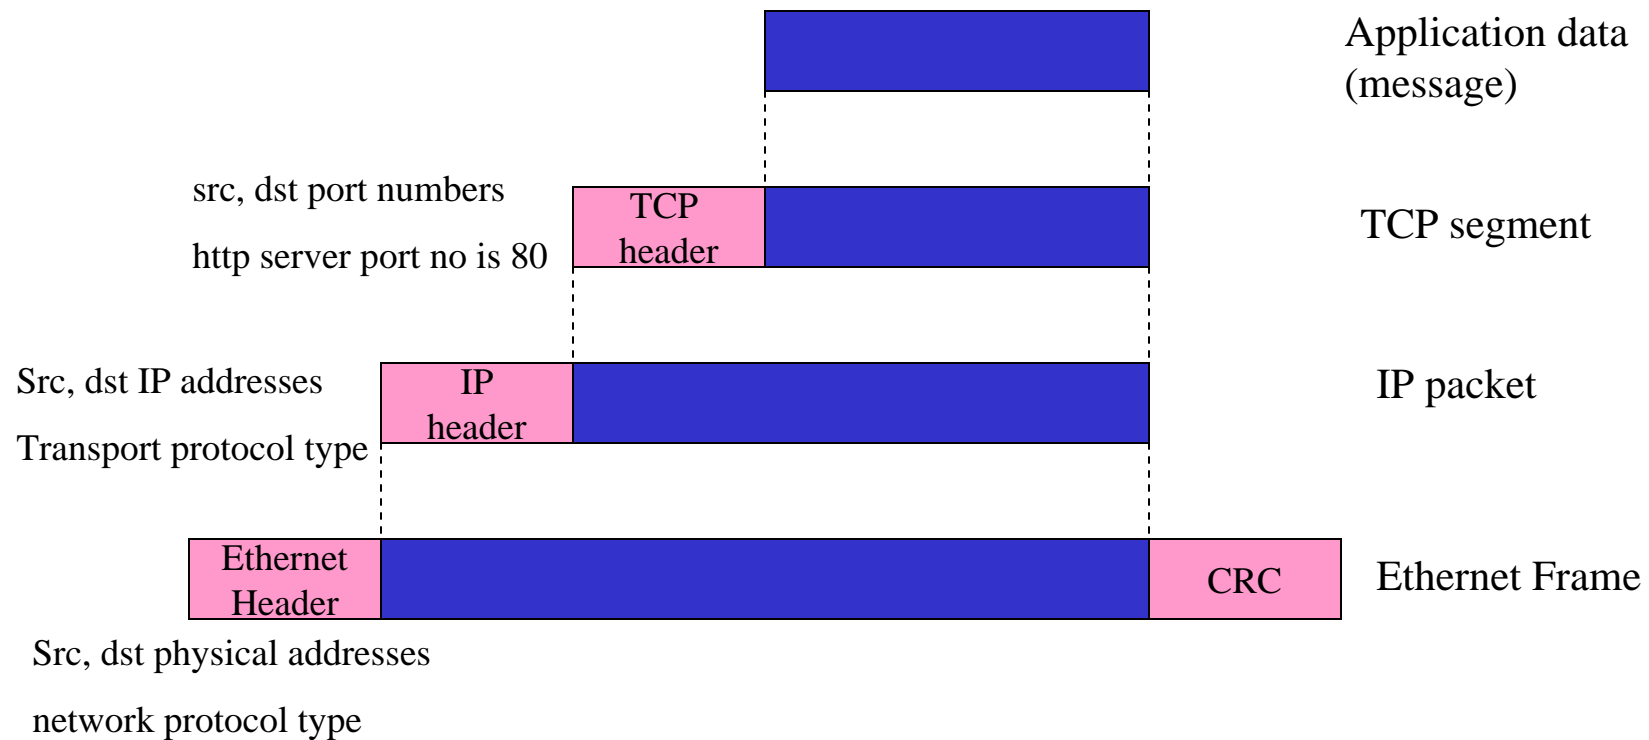 Application data
(message)
src, dst port numbers
http server port no is 80
TCP
header
TCP segment
Src, dst IP addresses
Transport protocol type
IP
header
IP packet
Ethernet
Header
CRC
Ethernet Frame
Src, dst physical addresses
network protocol type